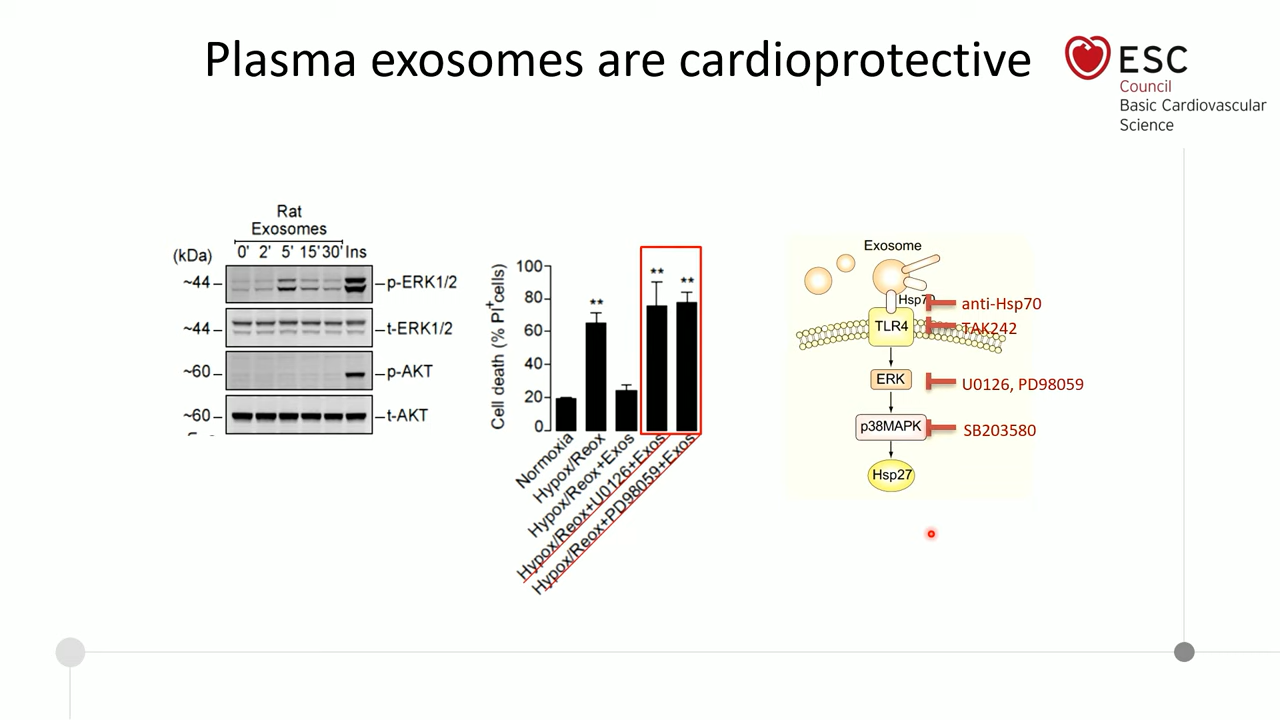 Plasma exosomes are cardioprotective
ESC
Council
Basic Cardiovascular
Science
Rat
Exosomes
(kDa)
0' 2' 5' 15' 30' Ins
~44
p-ERK1/2
~44
t-ERK1/2
~60
p-AKT
~60
t-AKT
Cell death (% PI+cells)
100
80
60
40
20
0
**
**
**
Normoxia
Hypox/Reox
Hypox/Reox+Exos
Hypox/Reox+U0126+Exos
Hypox/Reox+PD98059+Exos
Exosome
Hsp70
anti-Hsp70
TLR4
TAK242
ERK
U0126, PD98059
p38MAPK
SB203580
Hsp27